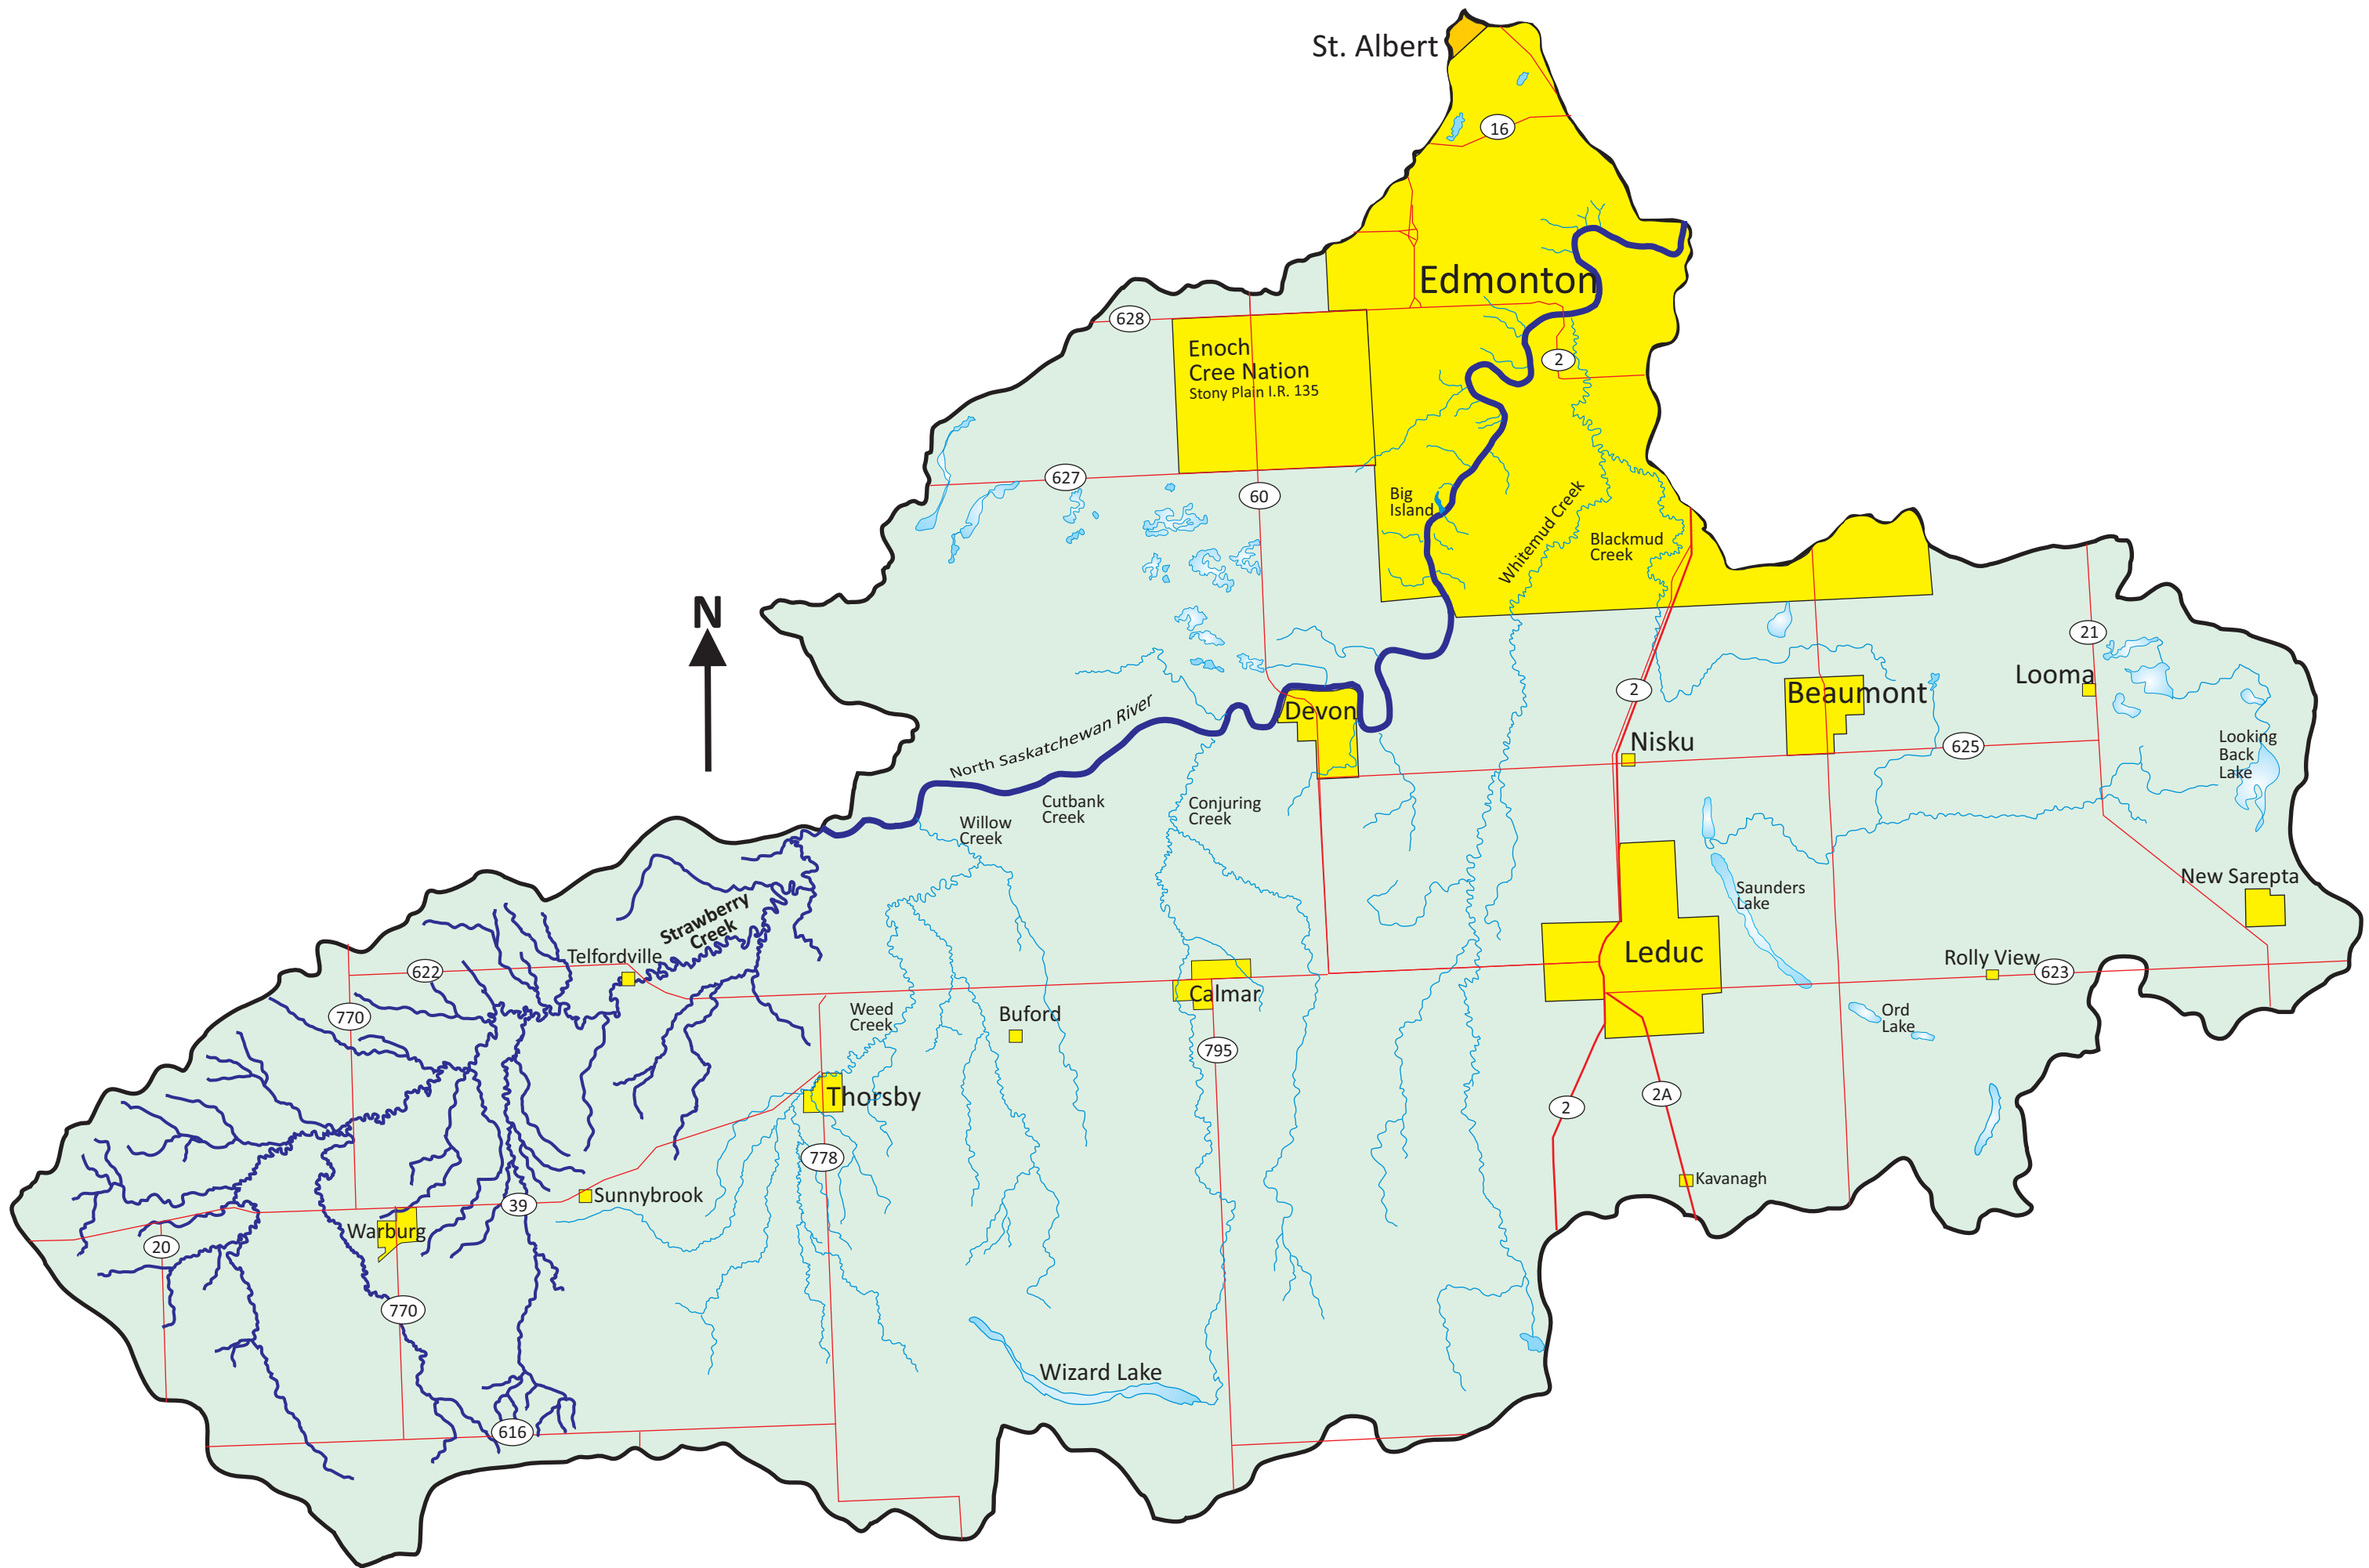 St. Albert
16
Edmonton
628
Enoch
Cree Nation
Stony Plain I.R. 135
2
627
60
Big
Island
Whitemud Creek
Blackmud
Creek
N
21
Looma
2
Beaumont
Devon
North Saskatchewan River
Nisku
625
Looking
Back
Lake
Cutbank
Creek
Conjuring
Creek
Willow
Creek
New Sarepta
Saunders
Lake
Strawberry
Creek
Telfordville
622
Leduc
Rolly View
623
770
Weed
Creek
Buford
Calmar
Ord
Lake
795
Thorsby
2
2A
778
Kavanagh
Sunnybrook
39
Warburg
20
770
Wizard Lake
616